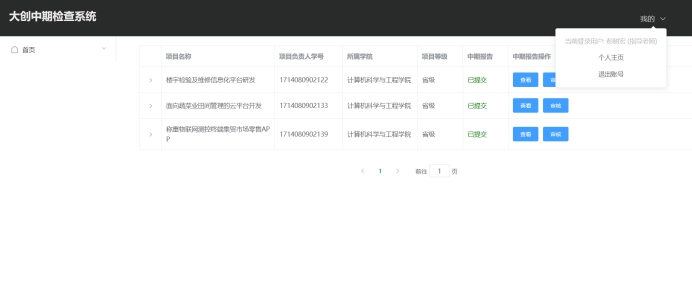 大创中期检查系统
我的
首页
项目名称 项目负责人学号 所属学院 项目等级 中期报告 中期报告操作
当前登录用户: (指导老师)
个人主页
退出账号
楼宇检验及维修信息化平台研发 1714080902122 计算机科学与工程学院 省级 已提交 查看
面向蔬菜业田间管理的云平台开发 1714080902133 计算机科学与工程学院 省级 已提交 查看 审核
称重物联网测控终端集贸市场零售AP
P 1714080902139 计算机科学与工程学院 省级 已提交 查看 审核
1 前往 1 页